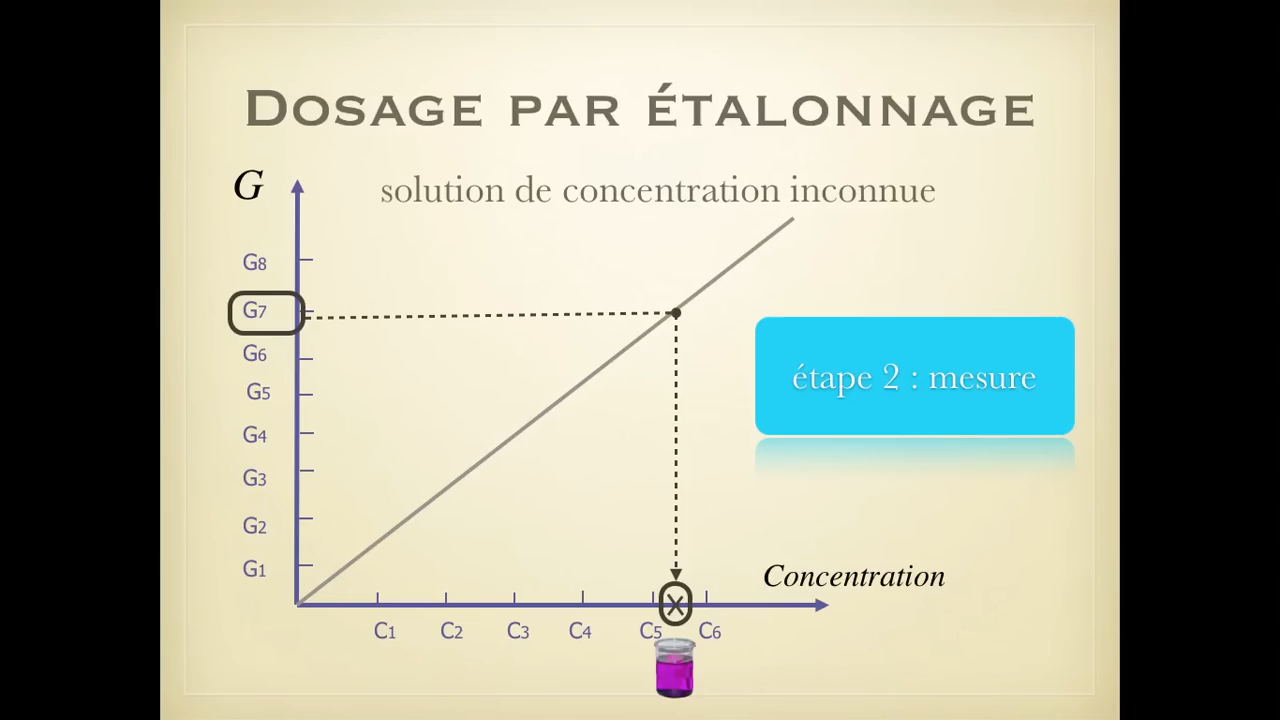 Dosage par étalonnage
G
solution de concentration inconnue
G8
G7
G6
G5
G4
G3
G2
G1
étape 2 : mesure
Concentration
X
C1 C2 C3 C4 C5 C6